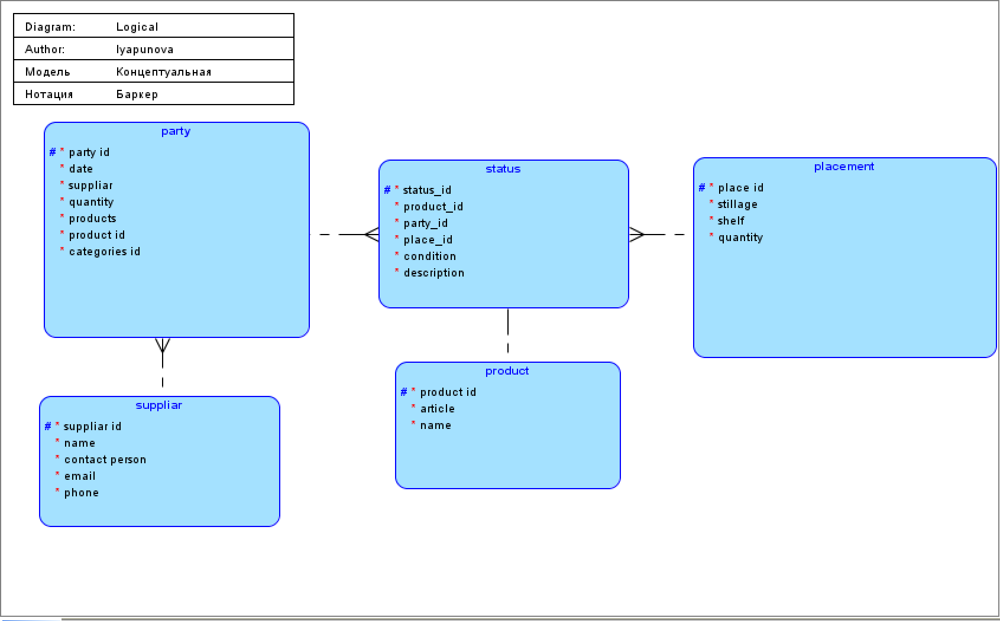 Diagram: Logical
Author: lyapunova
Модель Концептуальная
Нотация Баркер
party
# * party id
* date
* suppliar
* quantity
* products
* product id
* categories id
status
# * status_id
* product_id
* party_id
* place_id
* condition
* description
placement
# * place id
* stillage
* shelf
* quantity
suppliar
# * suppliar id
* name
* contact person
* email
* phone
product
# * product id
* article
* name